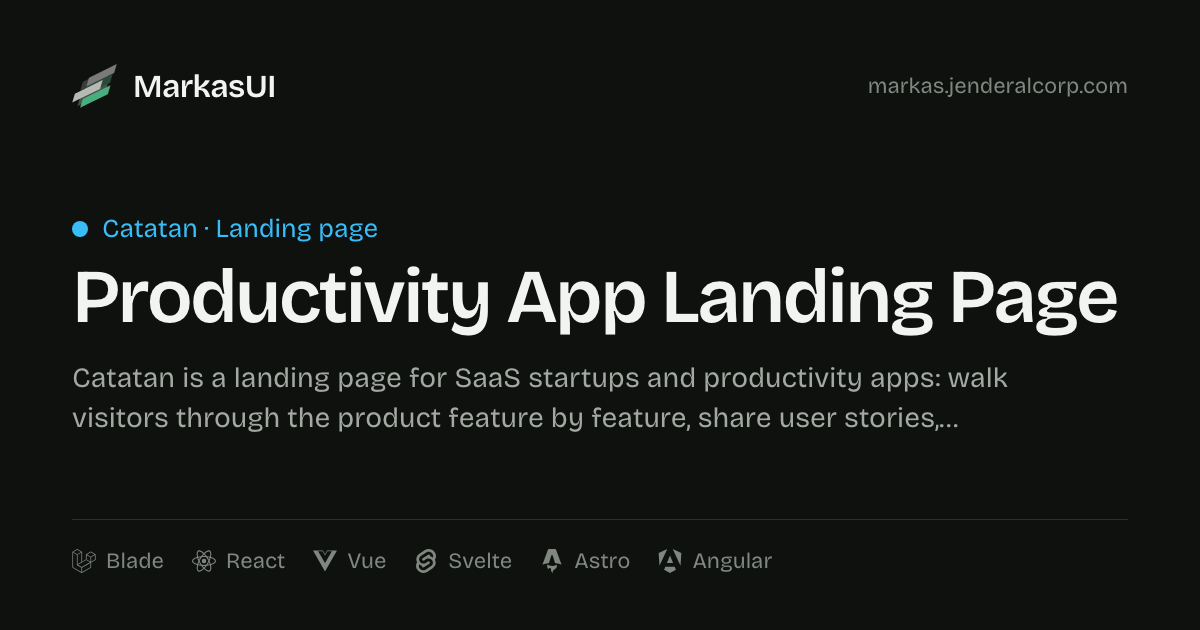 MarkasUI
markas.jenderalcorp.com
Catatan · Landing page
Productivity App Landing Page
Catatan is a landing page for SaaS startups and productivity apps: walk
visitors through the product feature by feature, share user stories,...
Blade React Vue Svelte Astro Angular